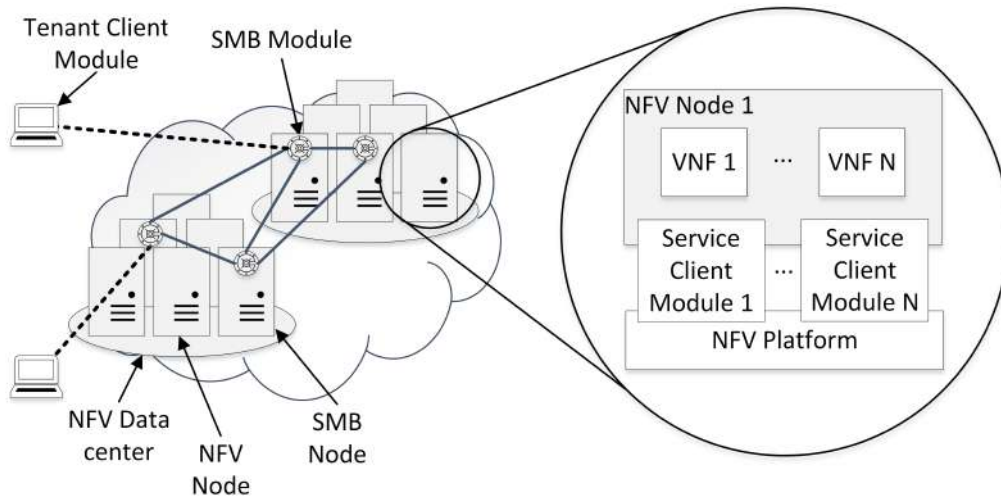 Tenant Client
Module
SMB Module
NFV Data
center
NFV
Node
SMB
Node
NFV Node 1
VNF 1
...
VNF N
Service
Client
Module 1
...
Service
Client
Module N
NFV Platform